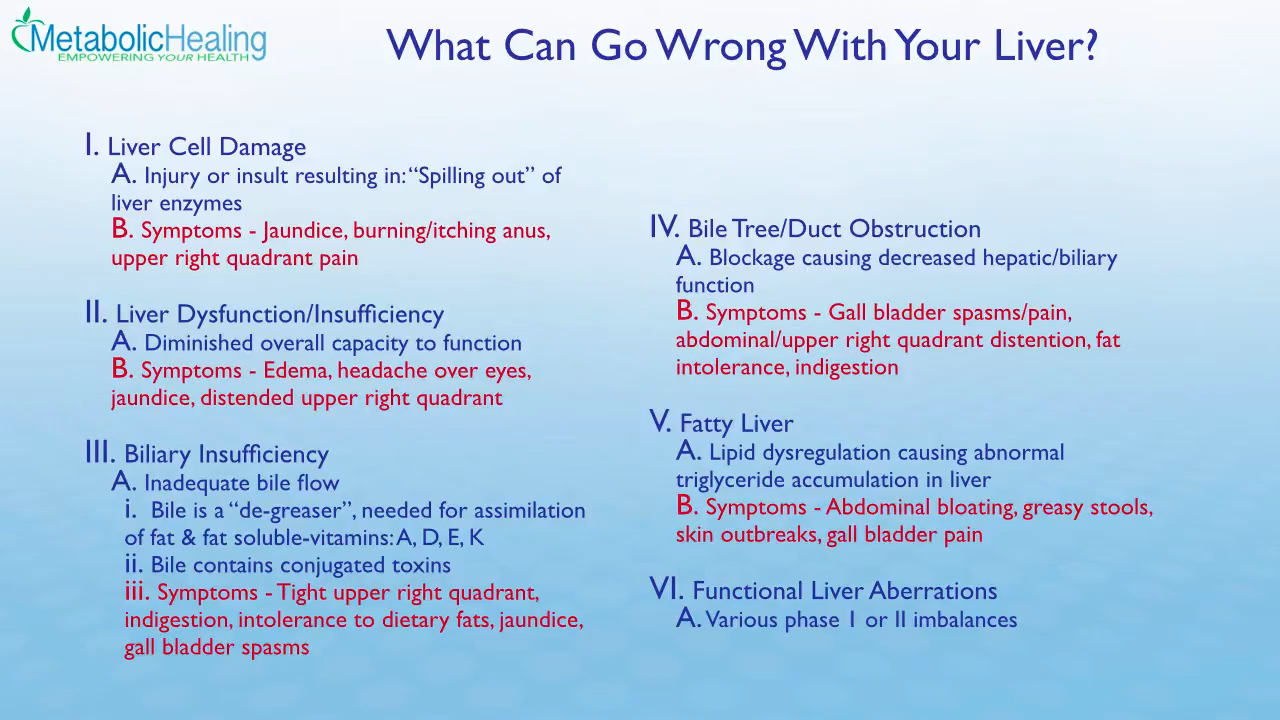 MetabolicHealing
EMPOWERING YOUR HEALTH
What Can Go Wrong With Your Liver?
I. Liver Cell Damage
A. Injury or insult resulting in: “Spilling out” of
liver enzymes
B. Symptoms - Jaundice, burning/itching anus,
upper right quadrant pain
II. Liver Dysfunction/Insufficiency
A. Diminished overall capacity to function
B. Symptoms - Edema, headache over eyes,
jaundice, distended upper right quadrant
III. Biliary Insufficiency
A. Inadequate bile flow
i. Bile is a “de-greaser”, needed for assimilation
of fat & fat soluble-vitamins: A, D, E, K
ii. Bile contains conjugated toxins
iii. Symptoms - Tight upper right quadrant,
indigestion, intolerance to dietary fats, jaundice,
gall bladder spasms
IV. Bile Tree/Duct Obstruction
A. Blockage causing decreased hepatic/biliary
function
B. Symptoms - Gall bladder spasms/pain,
abdominal/upper right quadrant distention, fat
intolerance, indigestion
V. Fatty Liver
A. Lipid dysregulation causing abnormal
triglyceride accumulation in liver
B. Symptoms - Abdominal bloating, greasy stools,
skin outbreaks, gall bladder pain
VI. Functional Liver Aberrations
A. Various phase I or II imbalances